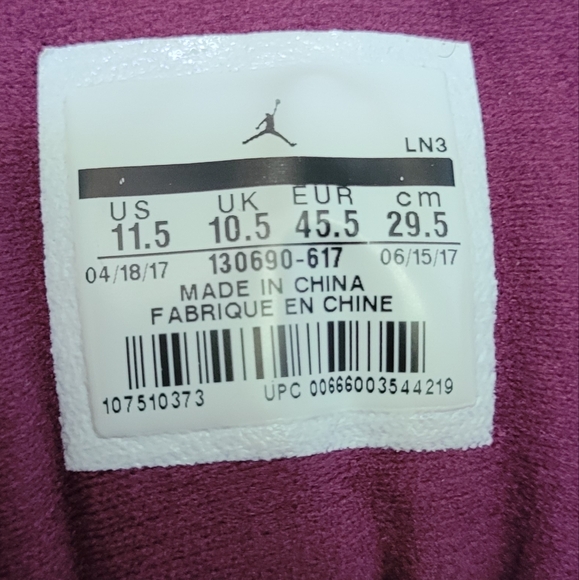 LN3
US UK EUR cm
11.5 10.5 45.5 29.5
04/18/17 130690-617 06/15/17
MADE IN CHINA
FABRIQUE EN CHINE
107510373 UPC 00666003544219